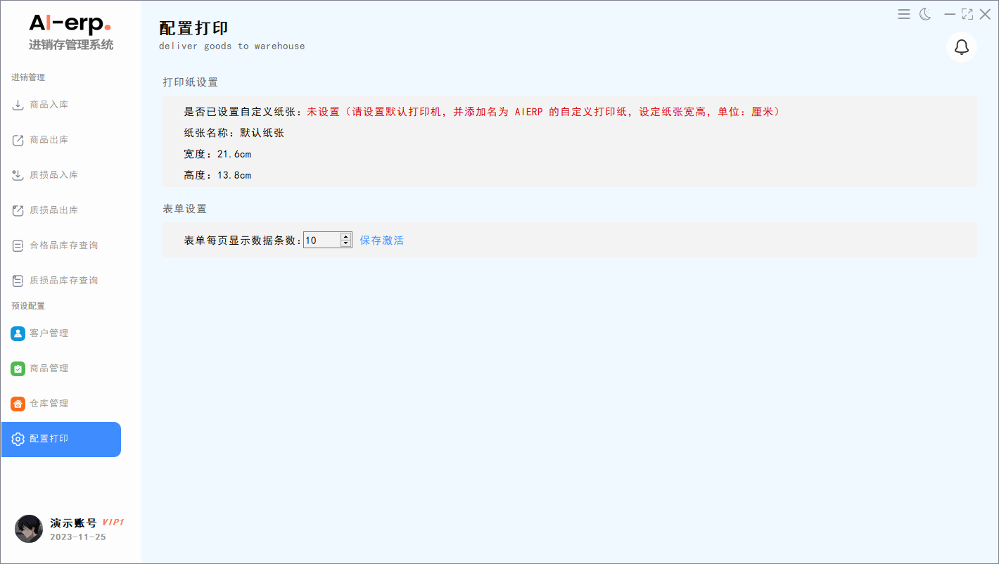 AI-erp.
进销存管理系统
进销管理
商品入库
商品出库
质损品入库
质损品出库
合格品库存查询
质损品库存查询
预设配置
客户管理
商品管理
仓库管理
配置打印
演示账号 VIP1
2023-11-25
配置打印
deliver goods to warehouse
打印纸设置
是否已设置自定义纸张：未设置（请设置默认打印机，并添加名为 AIERP 的自定义打印纸，设定纸张宽高，单位：厘米）
纸张名称：默认纸张
宽度：21.6cm
高度：13.8cm
表单设置
表单每页显示数据条数：10 保存激活